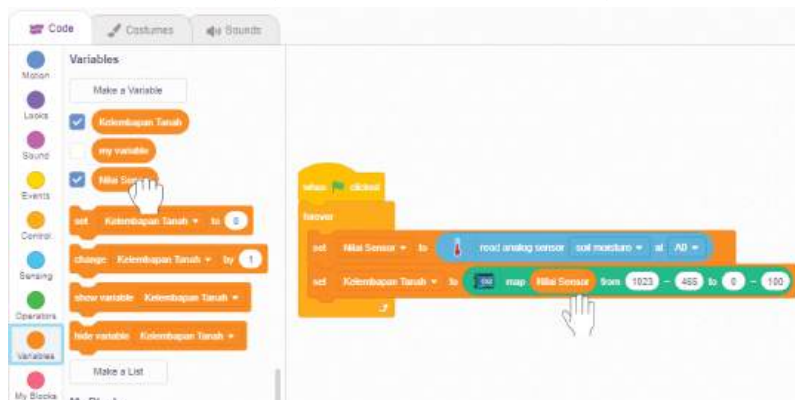 Code Costumes Sounds
Motion
Looks
Sound
Events
Control
Sensing
Operators
Variables
My Blocks
Variables
Make a Variable
Kelembapan Tanah
my variable
Nilai Sensor
set Kelembapan Tanah to 0
change Kelembapan Tanah by 1
show variable Kelembapan Tanah
hide variable Kelembapan Tanah
Make a List
when clicked
forever
set Nilai Sensor to read analog sensor soil moisture at A0
set Kelembapan Tanah to map Nilai Sensor from 1023 - 465 to 0 - 100